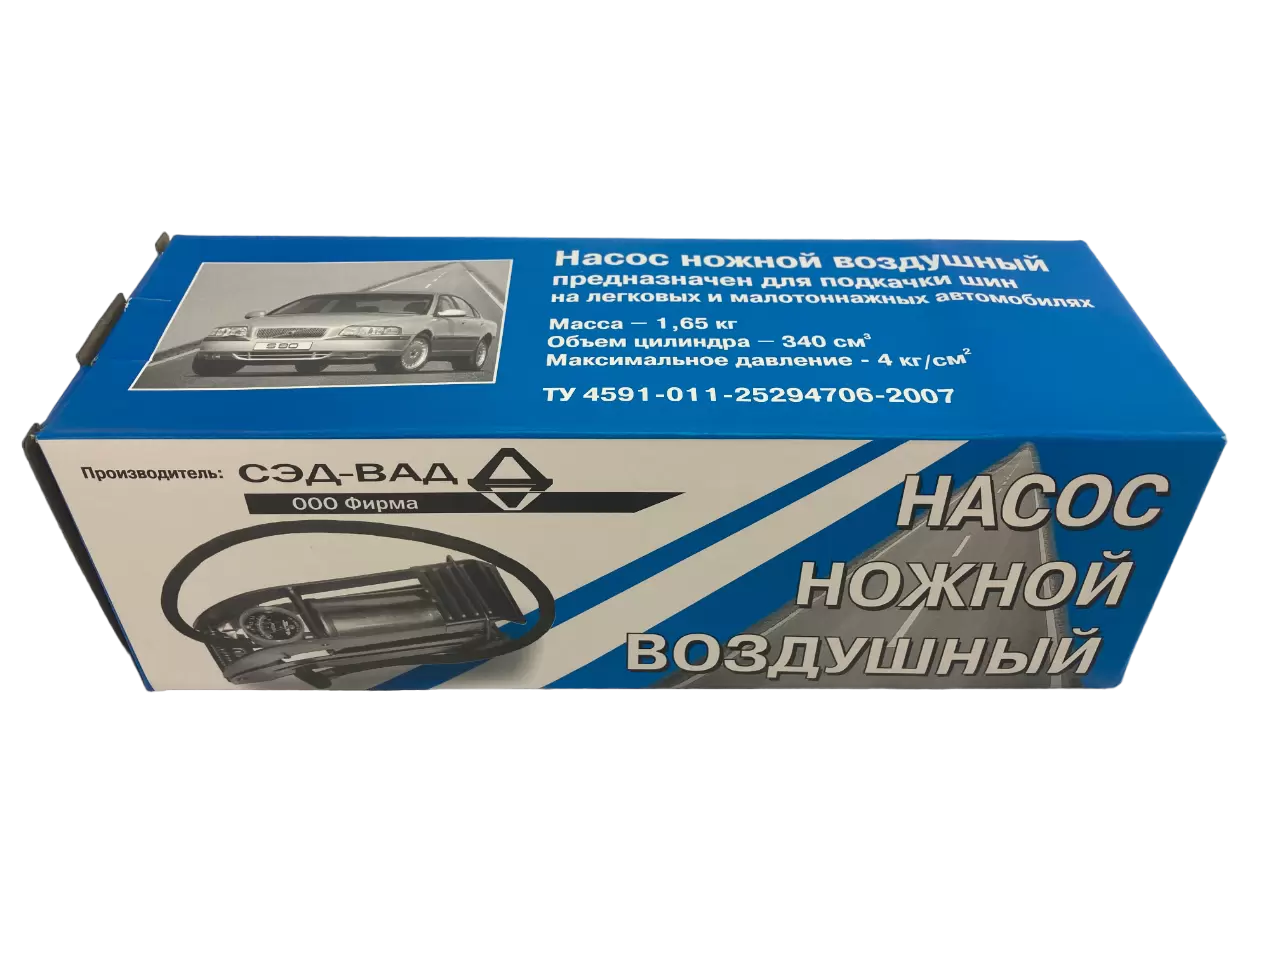 S 80
Насос ножной воздушный
предназначен для подкачки шин
на легковых и малотоннажных автомобилях
Масса – 1,65 кг
Объем цилиндра – 340 см³
Максимальное давление - 4 кг/см²
ТУ 4591-011-25294706-2007
Производитель: СЭД-ВАД
ООО Фирма
НАСОС
НОЖНОЙ
ВОЗДУШНЫЙ